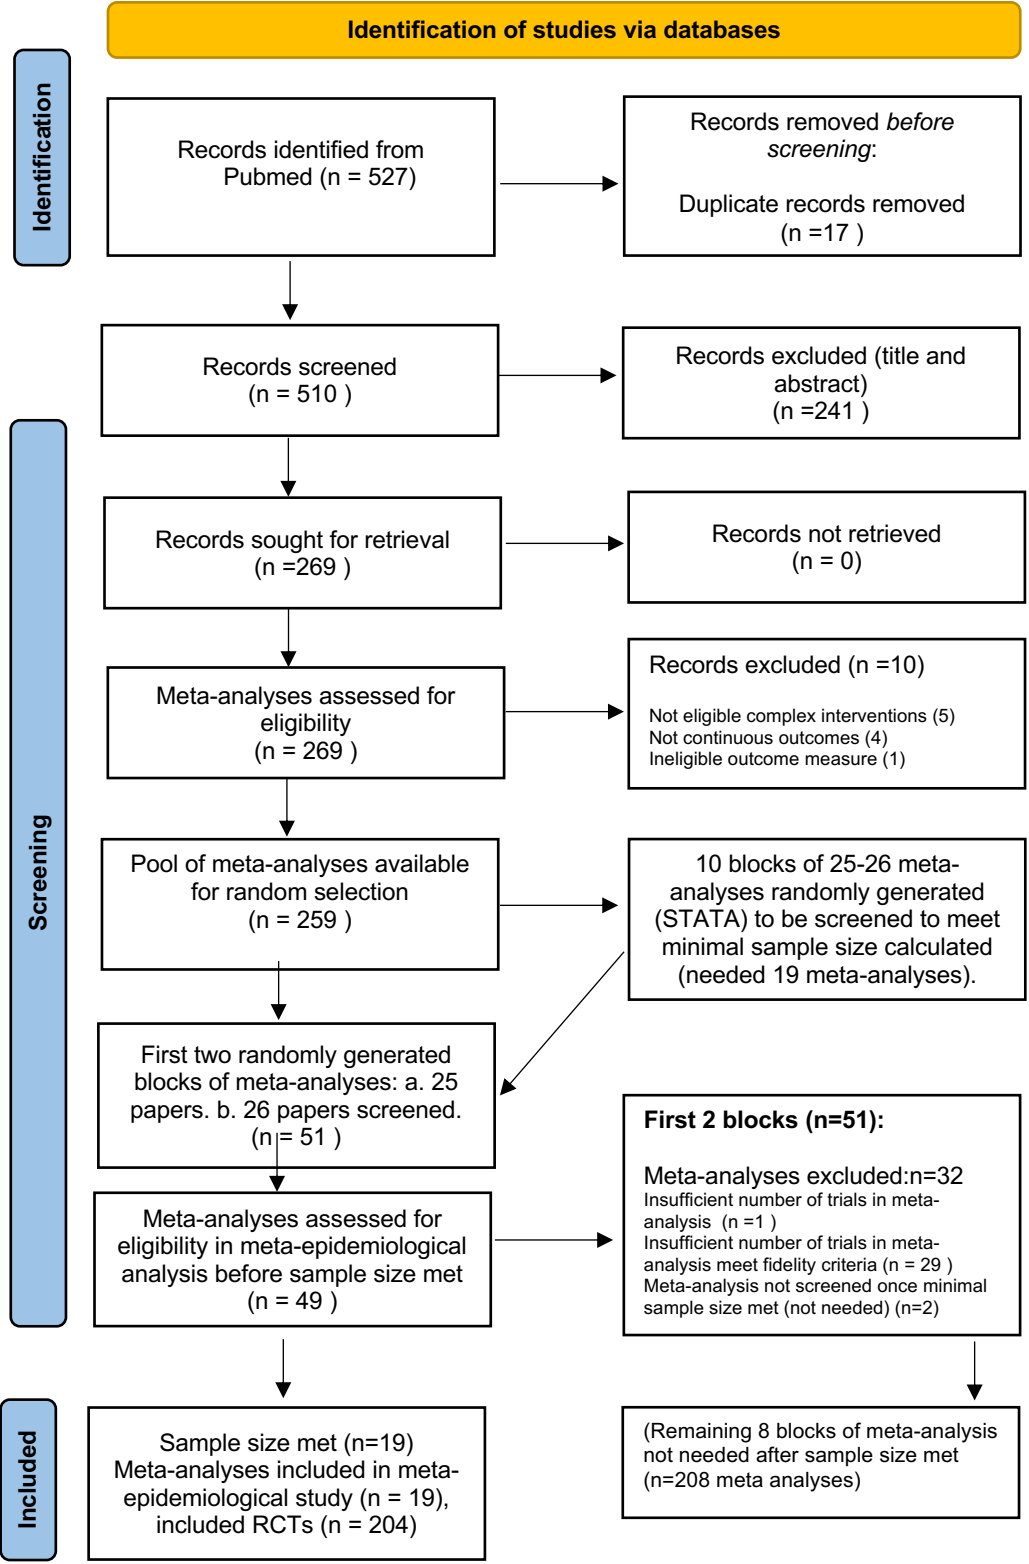 Identification of studies via databases
Identification
Records identified from
Pubmed (n = 527)
Records removed before
screening:
Duplicate records removed
(n =17 )
Records screened
(n = 510 )
Records excluded (title and
abstract)
(n =241 )
Screening
Records sought for retrieval
(n =269 )
Records not retrieved
(n = 0)
Meta-analyses assessed for
eligibility
(n = 269 )
Records excluded (n =10)
Not eligible complex interventions (5)
Not continuous outcomes (4)
Ineligible outcome measure (1)
Pool of meta-analyses available
for random selection
(n = 259 )
10 blocks of 25-26 meta-
analyses randomly generated
(STATA) to be screened to meet
minimal sample size calculated
(needed 19 meta-analyses).
First two randomly generated
blocks of meta-analyses: a. 25
papers. b. 26 papers screened.
(n = 51 )
First 2 blocks (n=51):
Meta-analyses excluded:n=32
Insufficient number of trials in meta-
analysis (n =1 )
Insufficient number of trials in meta-
analysis meet fidelity criteria (n = 29 )
Meta-analysis not screened once minimal
sample size met (not needed) (n=2)
Meta-analyses assessed for
eligibility in meta-epidemiological
analysis before sample size met
(n = 49 )
Included
Sample size met (n=19)
Meta-analyses included in meta-
epidemiological study (n = 19),
included RCTs (n = 204)
(Remaining 8 blocks of meta-analysis
not needed after sample size met
(n=208 meta analyses)